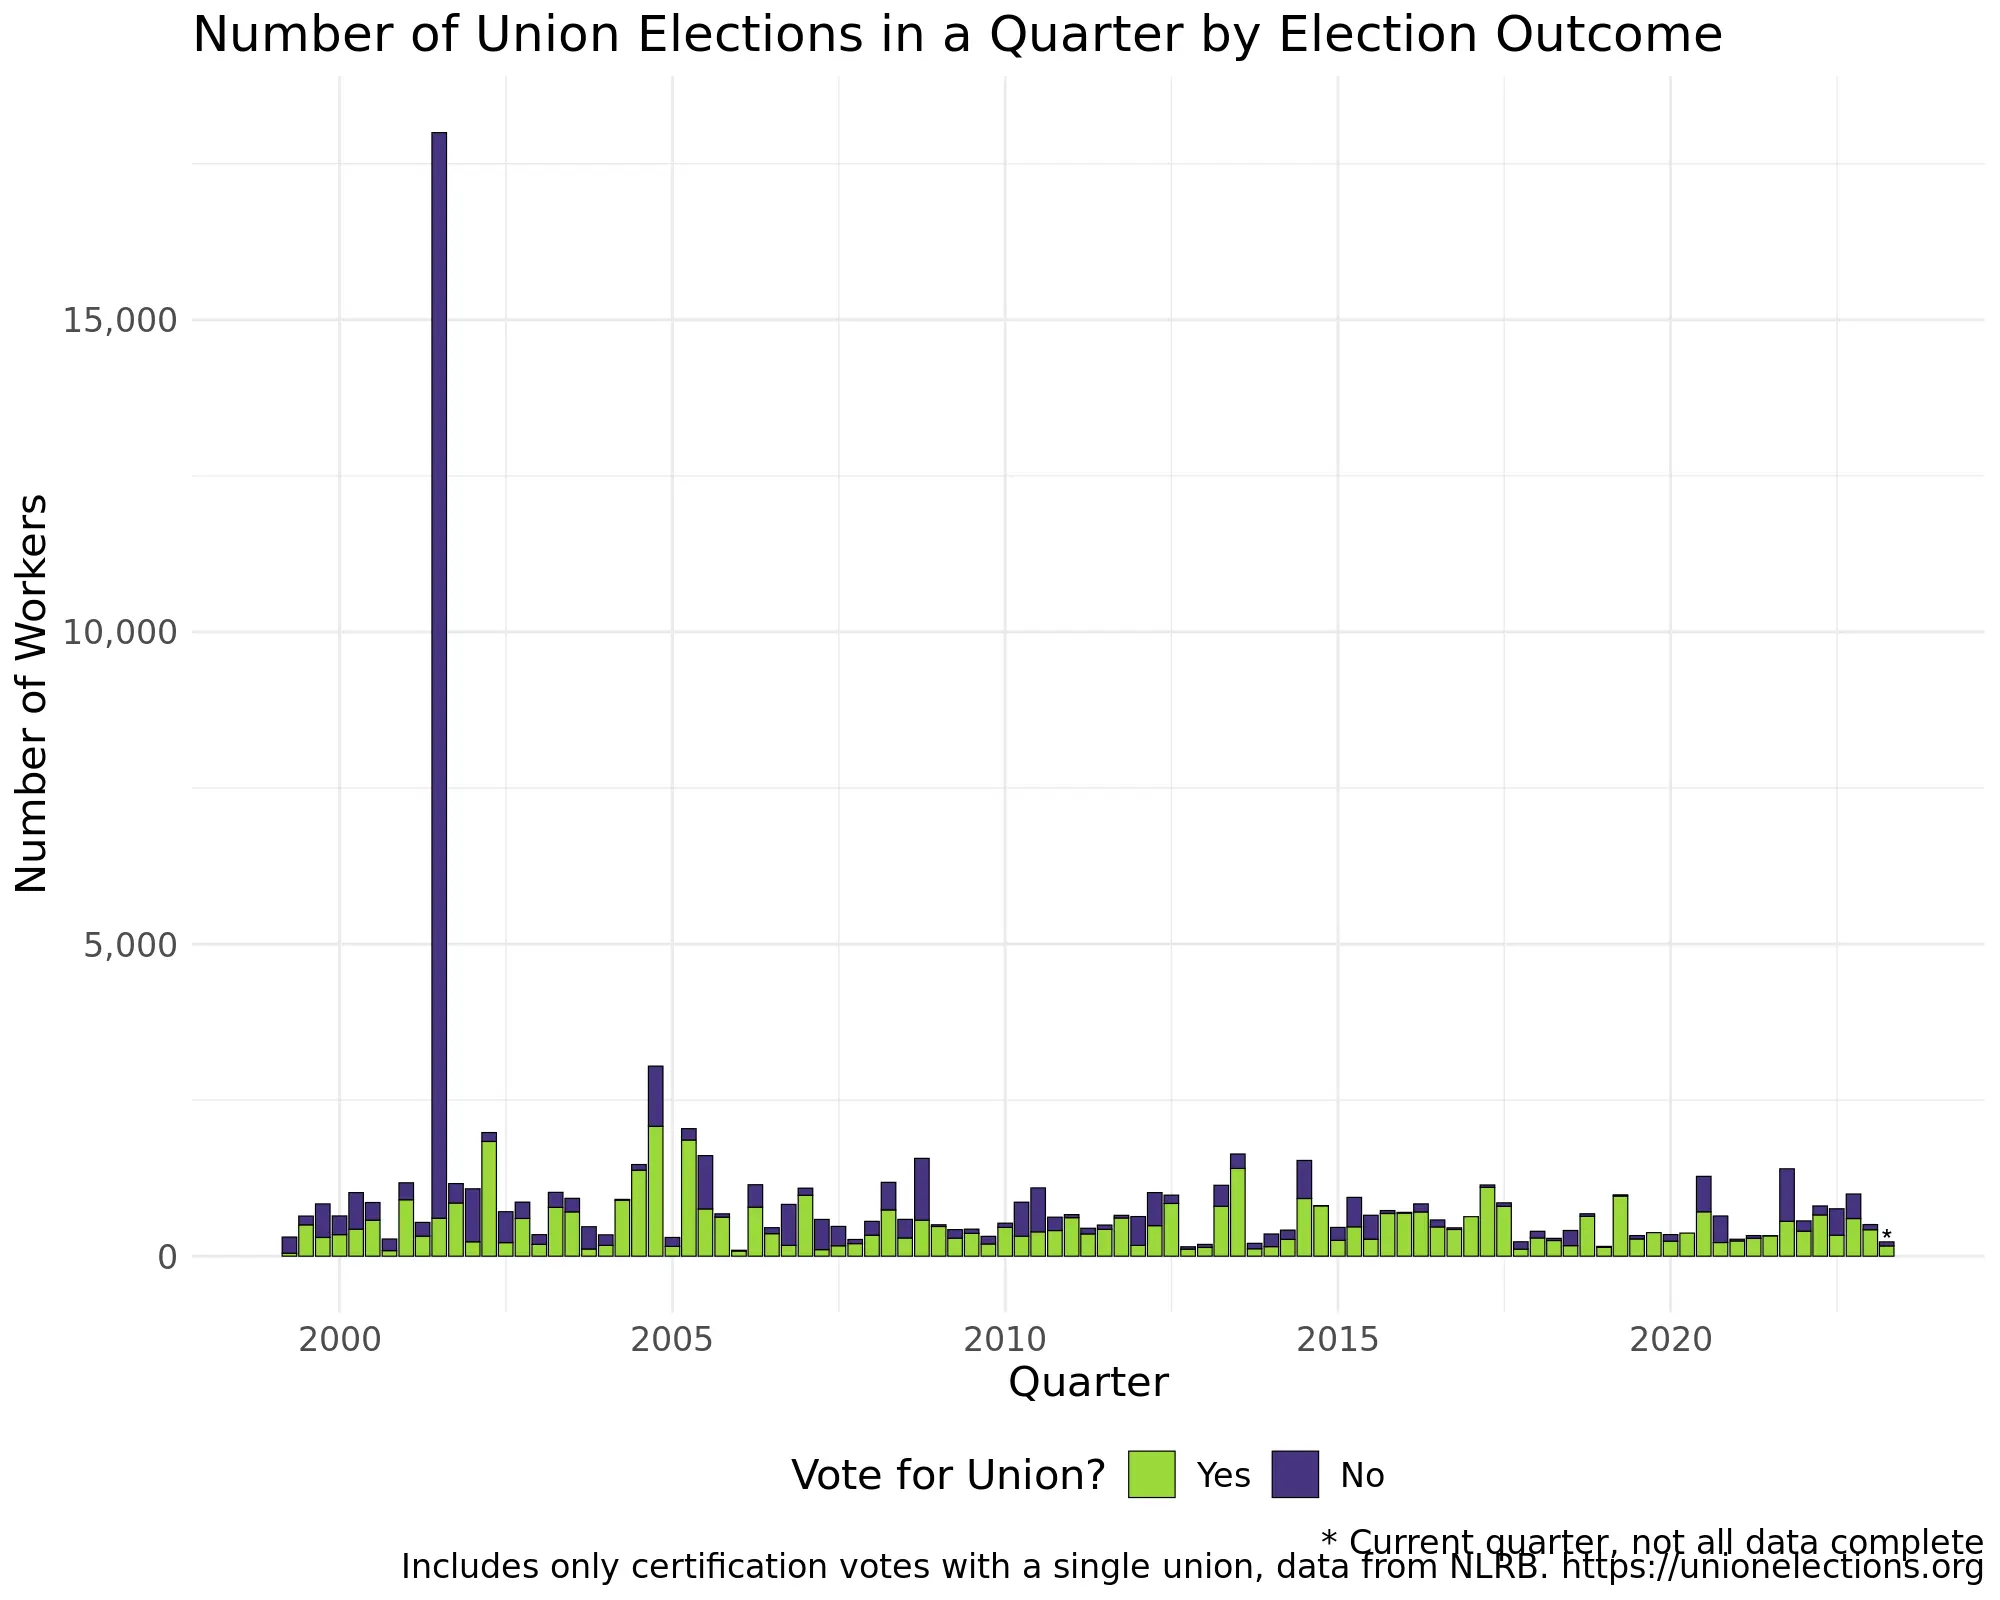 Number of Union Elections in a Quarter by Election Outcome
Number of Workers
15,000
10,000
5,000
0
*
2000 2005 2010 2015 2020
Quarter
Vote for Union? Yes No
* Current quarter, not all data complete
Includes only certification votes with a single union, data from NLRB. https://unionelections.org